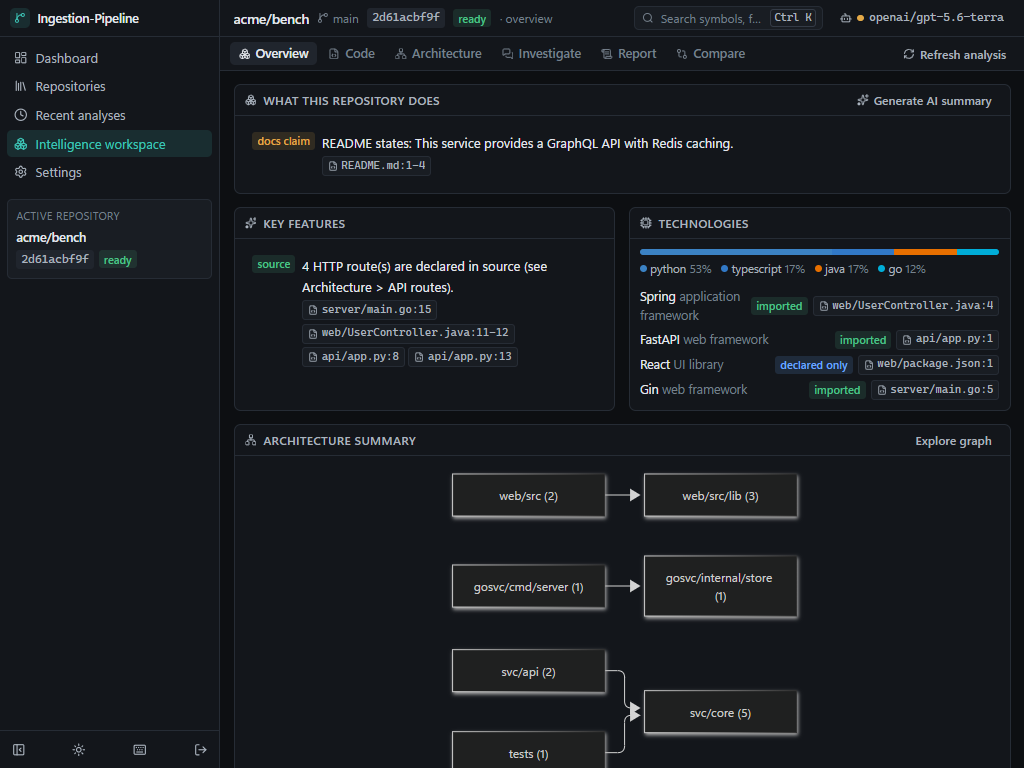 Ingestion-Pipeline
acme/bench main 2d61acbf9f ready · overview
Search symbols, f... Ctrl K
openai/gpt-5.6-terra
Dashboard
Repositories
Recent analyses
Intelligence workspace
Settings
ACTIVE REPOSITORY
acme/bench
2d61acbf9f ready
Overview Code Architecture Investigate Report Compare
Refresh analysis
WHAT THIS REPOSITORY DOES
Generate AI summary
docs claim README states: This service provides a GraphQL API with Redis caching.
README.md:1-4
KEY FEATURES
source 4 HTTP route(s) are declared in source (see
Architecture > API routes).
server/main.go:15
web/UserController.java:11-12
api/app.py:8 api/app.py:13
TECHNOLOGIES
python 53% typescript 17% java 17% go 12%
Spring application
framework
imported web/UserController.java:4
FastAPI web framework imported api/app.py:1
React UI library declared only web/package.json:1
Gin web framework imported server/main.go:5
ARCHITECTURE SUMMARY
Explore graph
web/src (2)
web/src/lib (3)
gosvc/cmd/server (1)
gosvc/internal/store
(1)
svc/api (2)
svc/core (5)
tests (1)